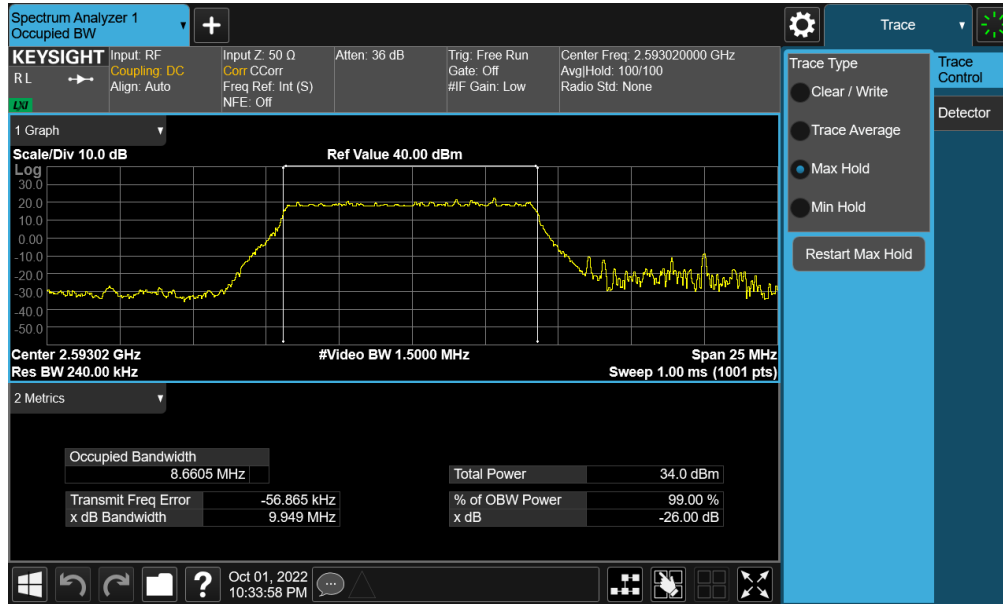 Spectrum Analyzer 1
Occupied BW
+
Trace
KEYSIGHT
R L
LXI
Input: RF
Coupling: DC
Align: Auto
Input Z: 50 Ω
Corr CCorr
Freq Ref: Int (S)
NFE: Off
Atten: 36 dB
Trig: Free Run
Gate: Off
#IF Gain: Low
Center Freq: 2.593020000 GHz
Avg|Hold: 100/100
Radio Std: None
Trace Type
Clear / Write
Trace Average
Max Hold
Min Hold
Restart Max Hold
Trace
Control
Detector
1 Graph
Scale/Div 10.0 dB
Ref Value 40.00 dBm
Log
30.0
20.0
10.0
0.00
-10.0
-20.0
-30.0
-40.0
-50.0
Center 2.59302 GHz
#Video BW 1.5000 MHz
Span 25 MHz
Res BW 240.00 kHz
Sweep 1.00 ms (1001 pts)
2 Metrics
Occupied Bandwidth
8.6605 MHz
Total Power 34.0 dBm
Transmit Freq Error -56.865 kHz
% of OBW Power 99.00 %
x dB Bandwidth 9.949 MHz
x dB -26.00 dB
?
Oct 01, 2022
10:33:58 PM